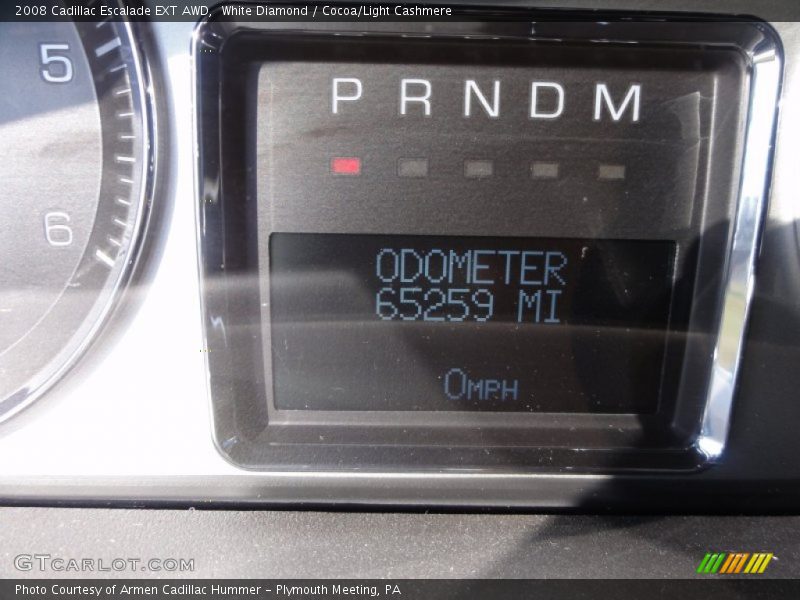 2008 Cadillac Escalade EXT AWD - White Diamond / Cocoa/Light Cashmere
5
P R N D M
6
ODOMETER
65259 MI
0MPH
GTCARLOT.COM
Photo Courtesy of Armen Cadillac Hummer - Plymouth Meeting, PA